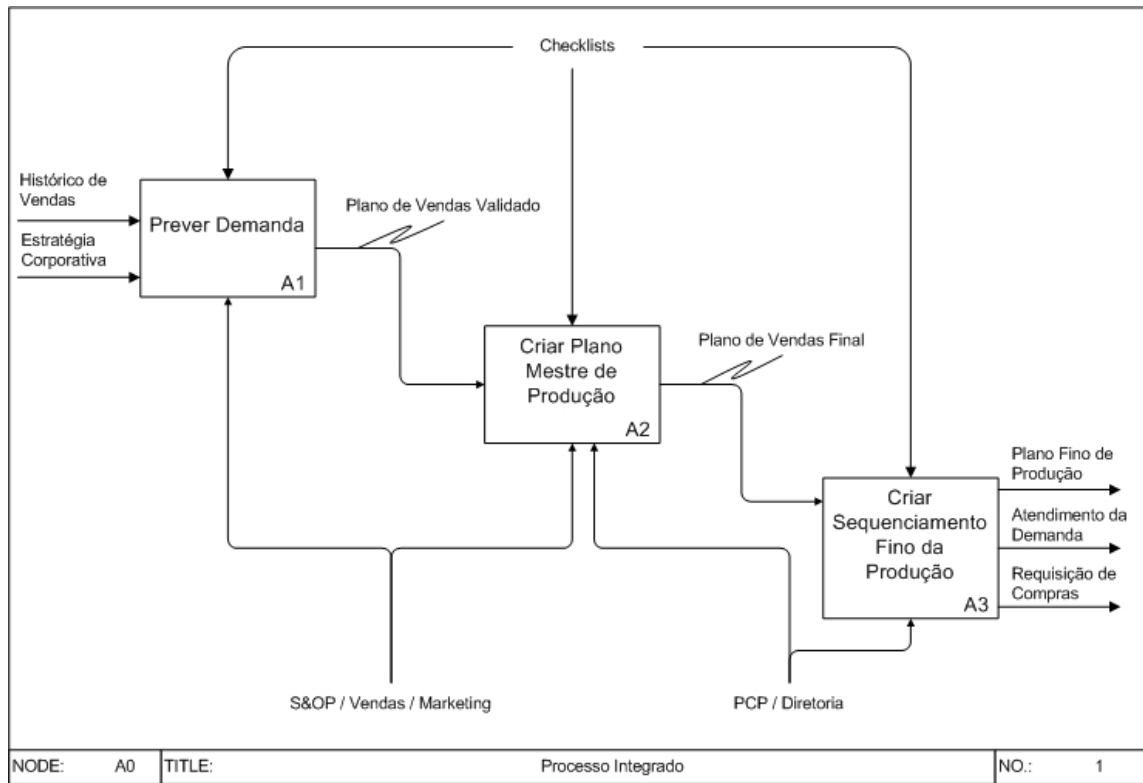 Checklists
Histórico de
Vendas
Estratégia
Corporativa
Prever Demanda
A1
Plano de Vendas Validado
Criar Plano
Mestre de
Produção
A2
Plano de Vendas Final
Criar
Sequenciamento
Fino da
Produção
A3
Plano Fino de
Produção
Atendimento da
Demanda
Requisição de
Compras
S&OP / Vendas / Marketing
PCP / Diretoria
NODE: A0 TITLE: Processo Integrado NO.: 1